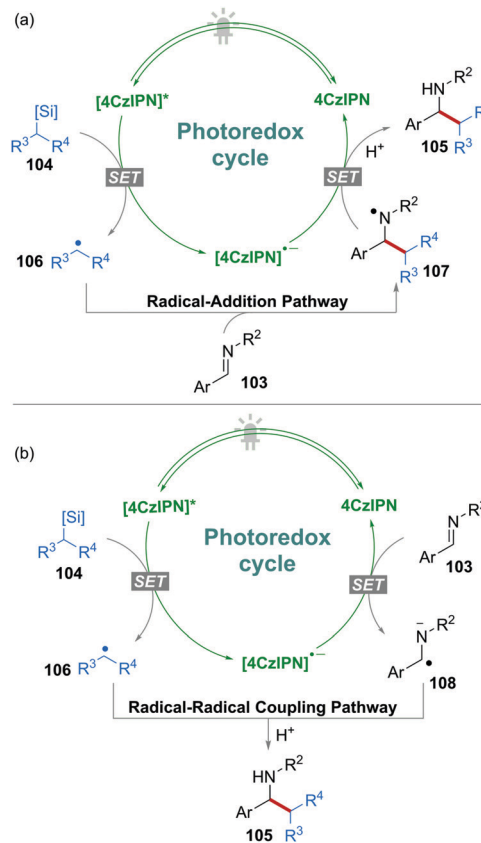 (a)
[4CzIPN]*
4CzIPN
[Si]
R³ R⁴
104
Photoredox
cycle
SET
SET
H⁺
HN R²
Ar
R³
105
106
R³ R⁴
[4CzIPN]•−
N R²
Ar R⁴
R³
107
Radical-Addition Pathway
N R²
Ar
103
(b)
[4CzIPN]*
4CzIPN
[Si]
R³ R⁴
104
Photoredox
cycle
SET
SET
N R²
Ar
103
106
R³ R⁴
[4CzIPN]•−
N⁻ R²
Ar
108
Radical-Radical Coupling Pathway
H⁺
HN R²
Ar R⁴
R³
105